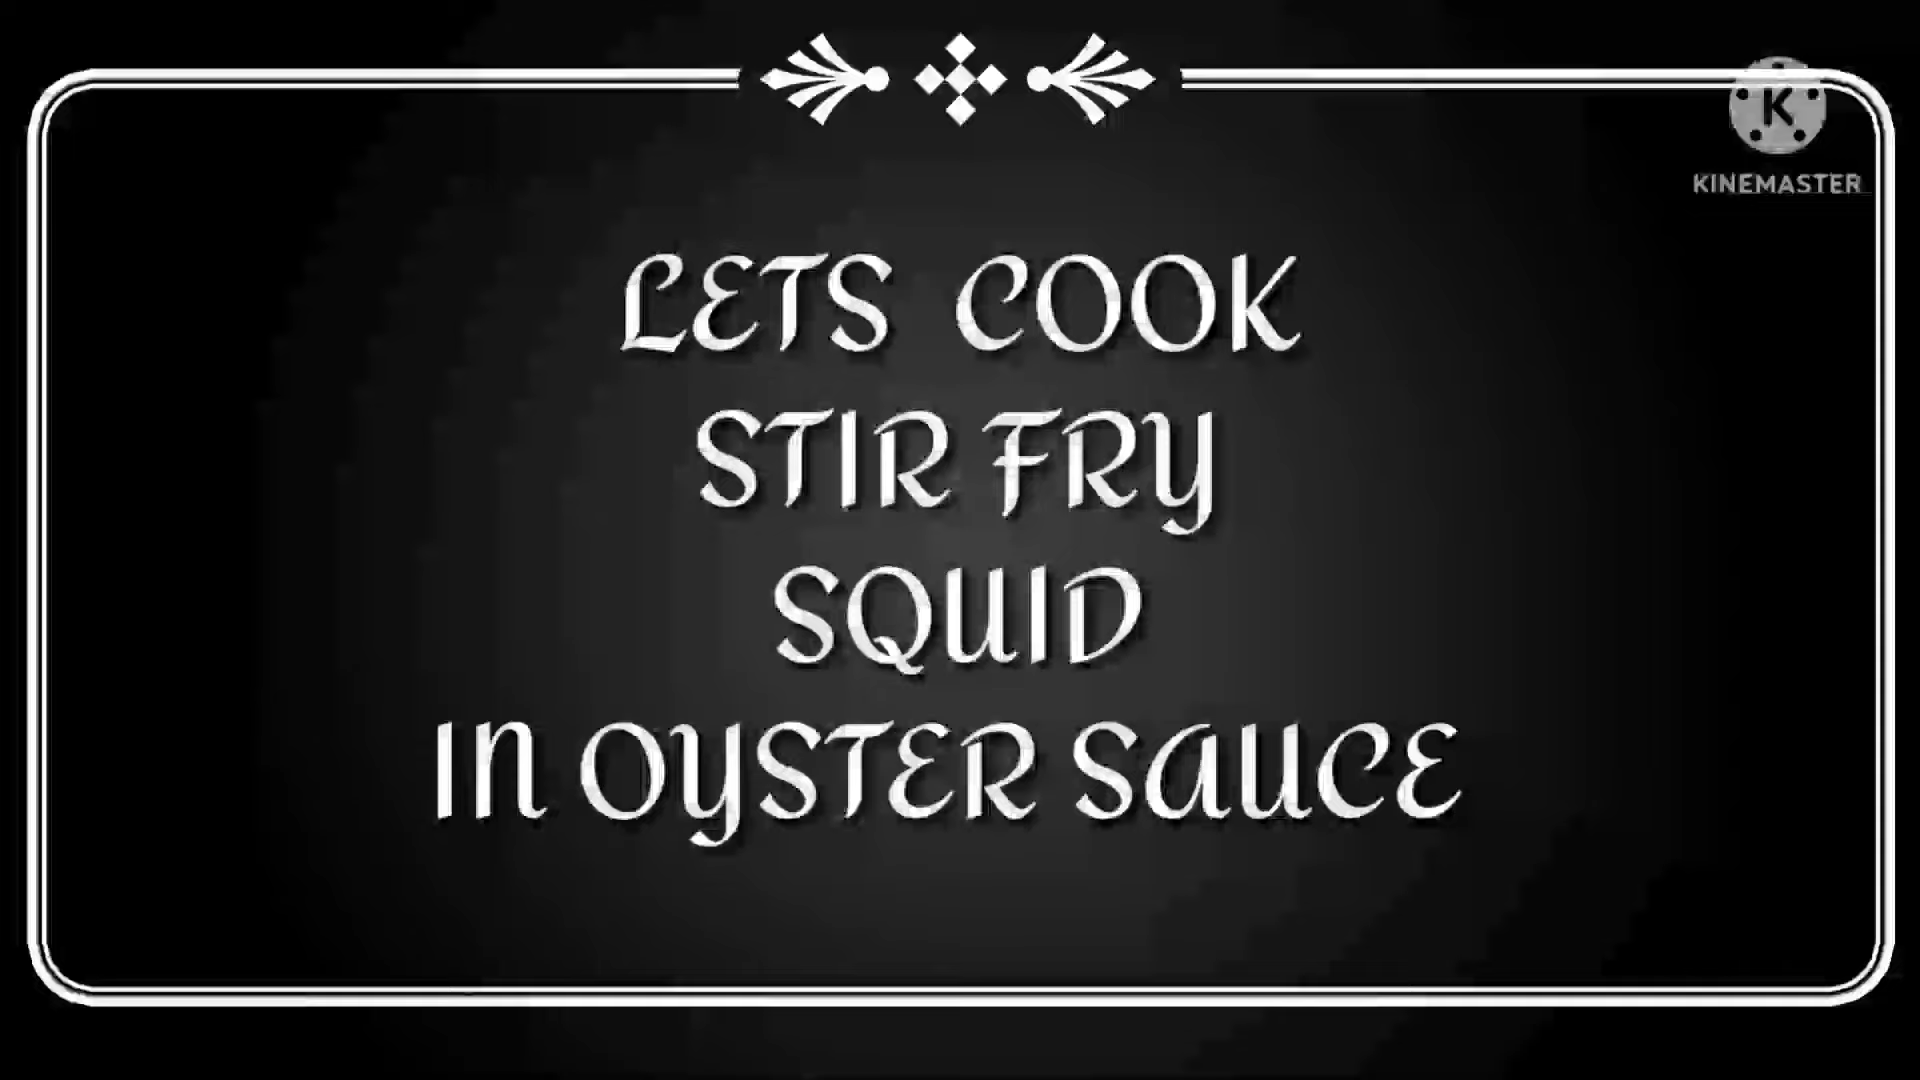 K
KINEMASTER
LETS COOK
STIR FRY
SQUID
IN OYSTER SAUCE